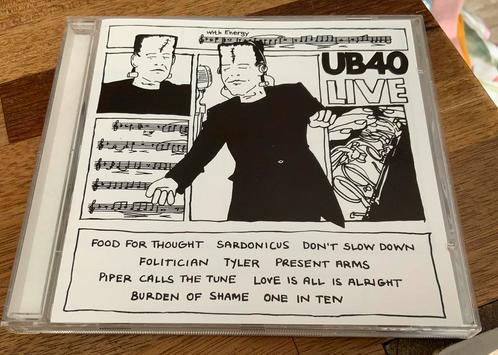 with Energy
UB40
LIVE
FOOD FOR THOUGHT SARDONICUS DON'T SLOW DOWN
FOLITICIAN TYLER PRESENT ARMS
PIPER CALLS THE TUNE LOVE IS ALL IS ALRIGHT
BURDEN OF SHAME ONE IN TEN